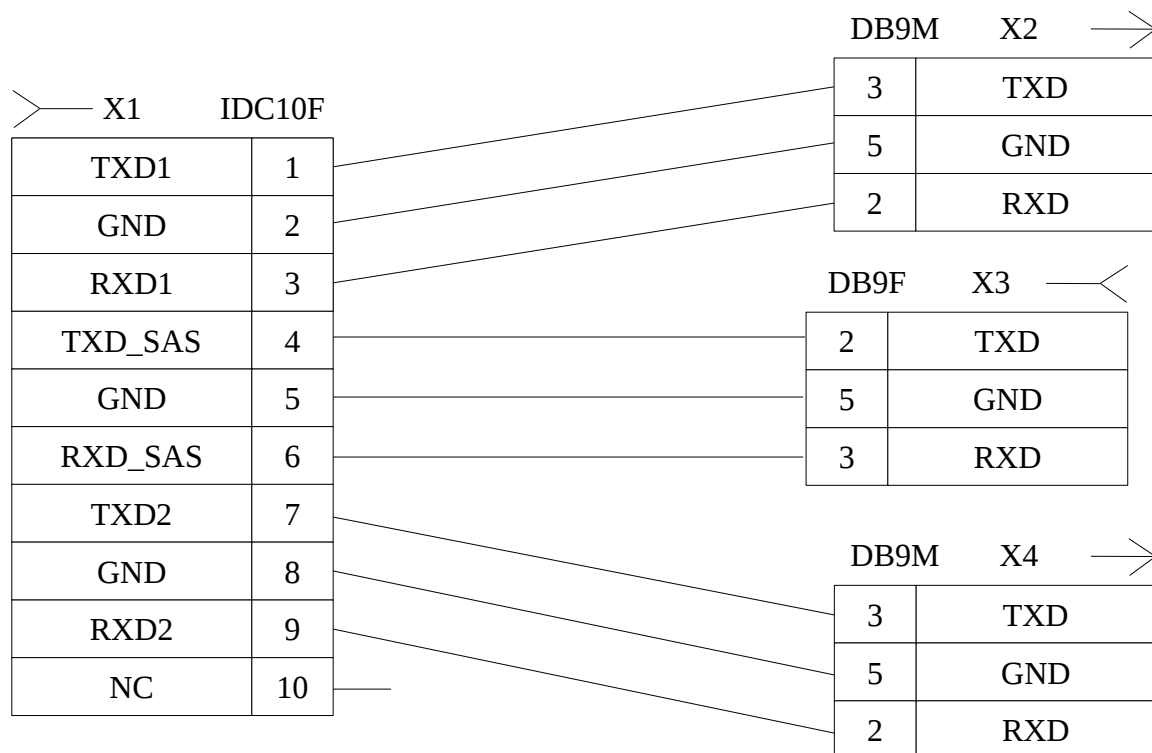 X1 IDC10F
TXD1 1
GND 2
RXD1 3
TXD_SAS 4
GND 5
RXD_SAS 6
TXD2 7
GND 8
RXD2 9
NC 10
DB9M X2
3 TXD
5 GND
2 RXD
DB9F X3
2 TXD
5 GND
3 RXD
DB9M X4
3 TXD
5 GND
2 RXD